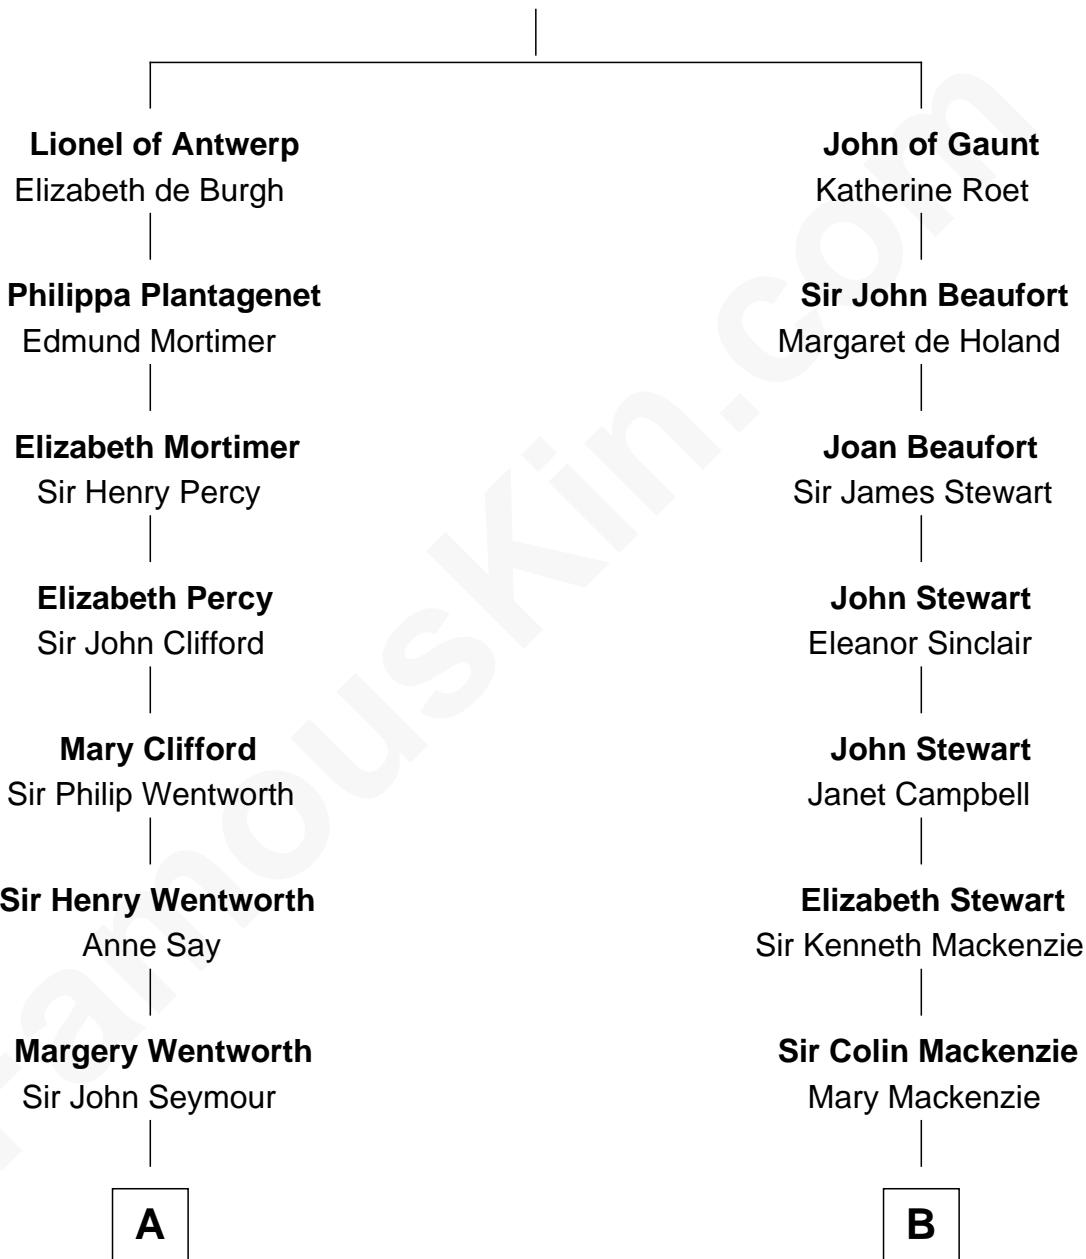 Lionel of Antwerp
Elizabeth de Burgh
Philippa Plantagenet
Edmund Mortimer
Elizabeth Mortimer
Sir Henry Percy
Elizabeth Percy
Sir John Clifford
Mary Clifford
Sir Philip Wentworth
Sir Henry Wentworth
Anne Say
Margery Wentworth
Sir John Seymour
A
John of Gaunt
Katherine Roet
Sir John Beaufort
Margaret de Holand
Joan Beaufort
Sir James Stewart
John Stewart
Eleanor Sinclair
John Stewart
Janet Campbell
Elizabeth Stewart
Sir Kenneth Mackenzie
Sir Colin Mackenzie
Mary Mackenzie
B
FamousKin.com